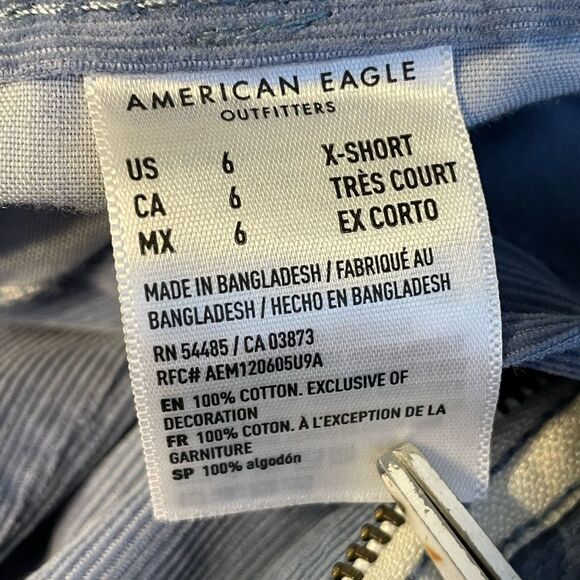 AMERICAN EAGLE
OUTFITTERS
US 6 X-SHORT
CA 6 TRÈS COURT
MX 6 EX CORTO
MADE IN BANGLADESH / FABRIQUÉ AU
BANGLADESH / HECHO EN BANGLADESH
RN 54485 / CA 03873
RFC# AEM120605U9A
EN 100% COTTON. EXCLUSIVE OF
DECORATION
FR 100% COTON. À L'EXCEPTION DE LA
GARNITURE
SP 100% algodón